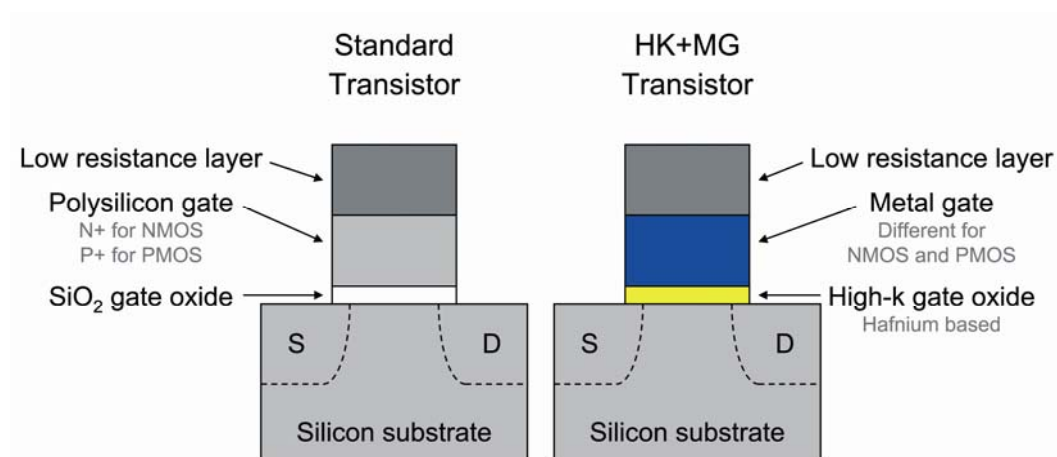 Standard
Transistor
Low resistance layer
Polysilicon gate
N+ for NMOS
P+ for PMOS
SiO₂ gate oxide
S
D
Silicon substrate
HK+MG
Transistor
Low resistance layer
Metal gate
Different for
NMOS and PMOS
High-k gate oxide
Hafnium based
S
D
Silicon substrate